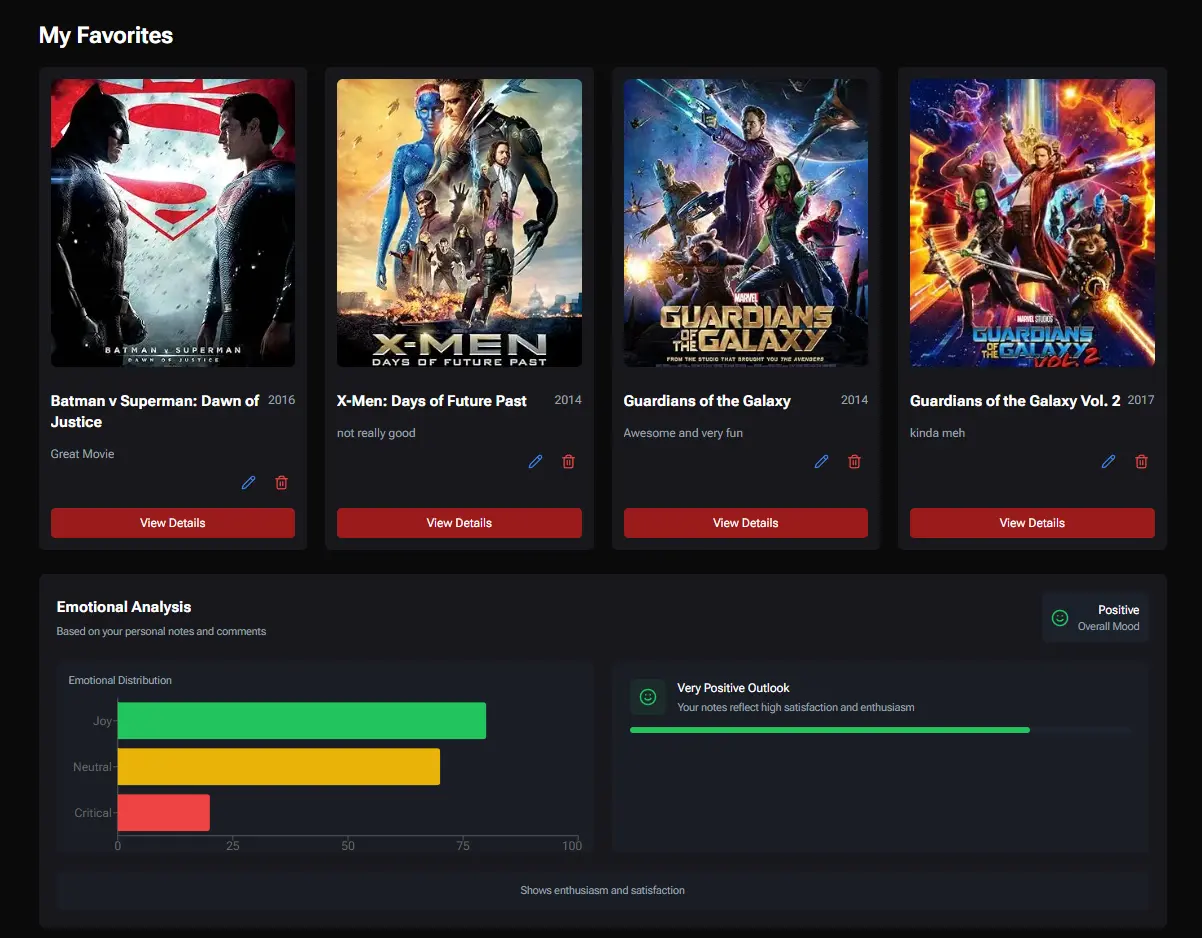 My Favorites
BATMAN v SUPERMAN
DAWN OF JUSTICE
X-MEN
DAYS OF FUTURE PAST
MARVEL
GUARDIANS
OF THE GALAXY
FROM THE STUDIO THAT BROUGHT YOU THE AVENGERS
MARVEL STUDIOS
GUARDIANS
OF THE GALAXY
VOL. 2
Batman v Superman: Dawn of Justice 2016
Great Movie
View Details
X-Men: Days of Future Past 2014
not really good
View Details
Guardians of the Galaxy 2014
Awesome and very fun
View Details
Guardians of the Galaxy Vol. 2 2017
kinda meh
View Details
Emotional Analysis
Based on your personal notes and comments
Positive
Overall Mood
Emotional Distribution
Joy
Neutral
Critical
0 25 50 75 100
Very Positive Outlook
Your notes reflect high satisfaction and enthusiasm
Shows enthusiasm and satisfaction